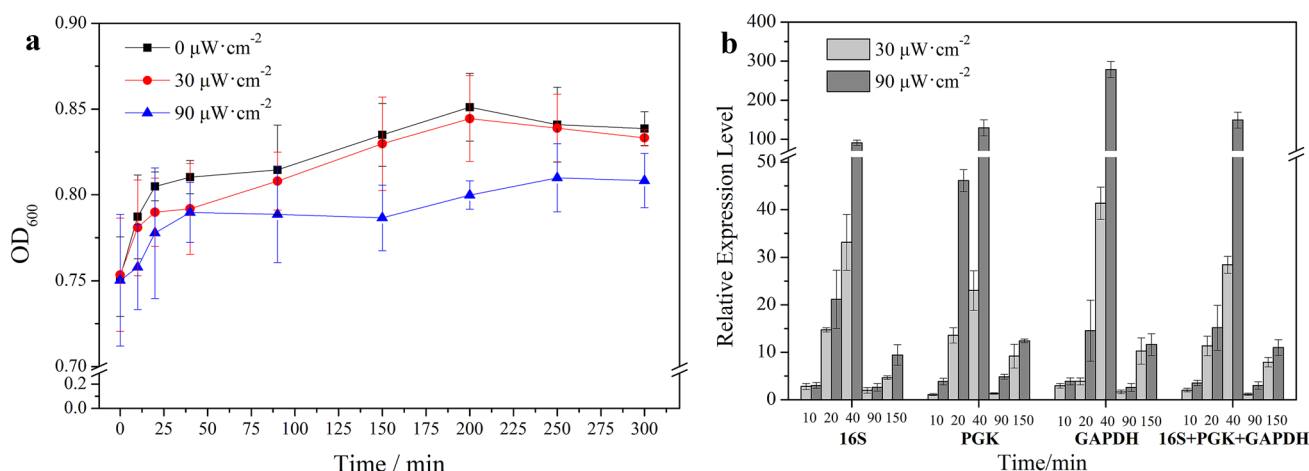 a
0 μW·cm-2
30 μW·cm-2
90 μW·cm-2
OD600
0.90
0.85
0.80
0.75
0.70
0.2
0.0
0 25 50 75 100 125 150 175 200 225 250 275 300
Time / min
b
30 μW·cm-2
90 μW·cm-2
Relative Expression Level
400
300
200
100
50
40
30
20
10
0
10 20 40 90 150 10 20 40 90 150 10 20 40 90 150 10 20 40 90 150
16S PGK GAPDH 16S+PGK+GAPDH
Time/min